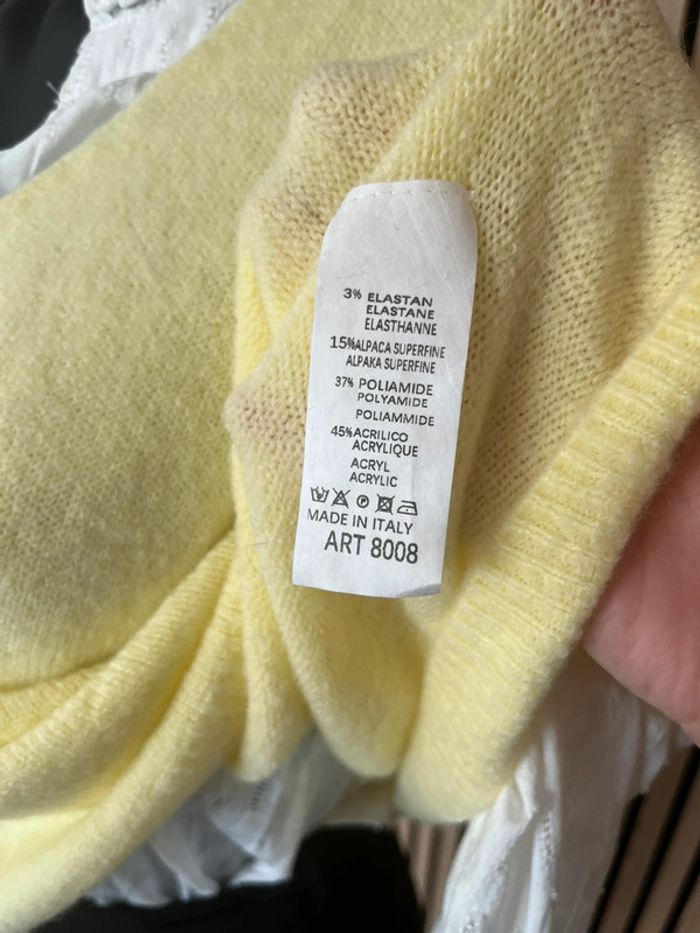 3% ELASTAN
ELASTANE
ELASTHANNE
15%ALPACA SUPERFINE
ALPAKA SUPERFINE
37% POLIAMIDE
POLYAMIDE
POLIAMMIDE
45%ACRILICO
ACRYLIQUE
ACRYL
ACRYLIC
MADE IN ITALY
ART 8008